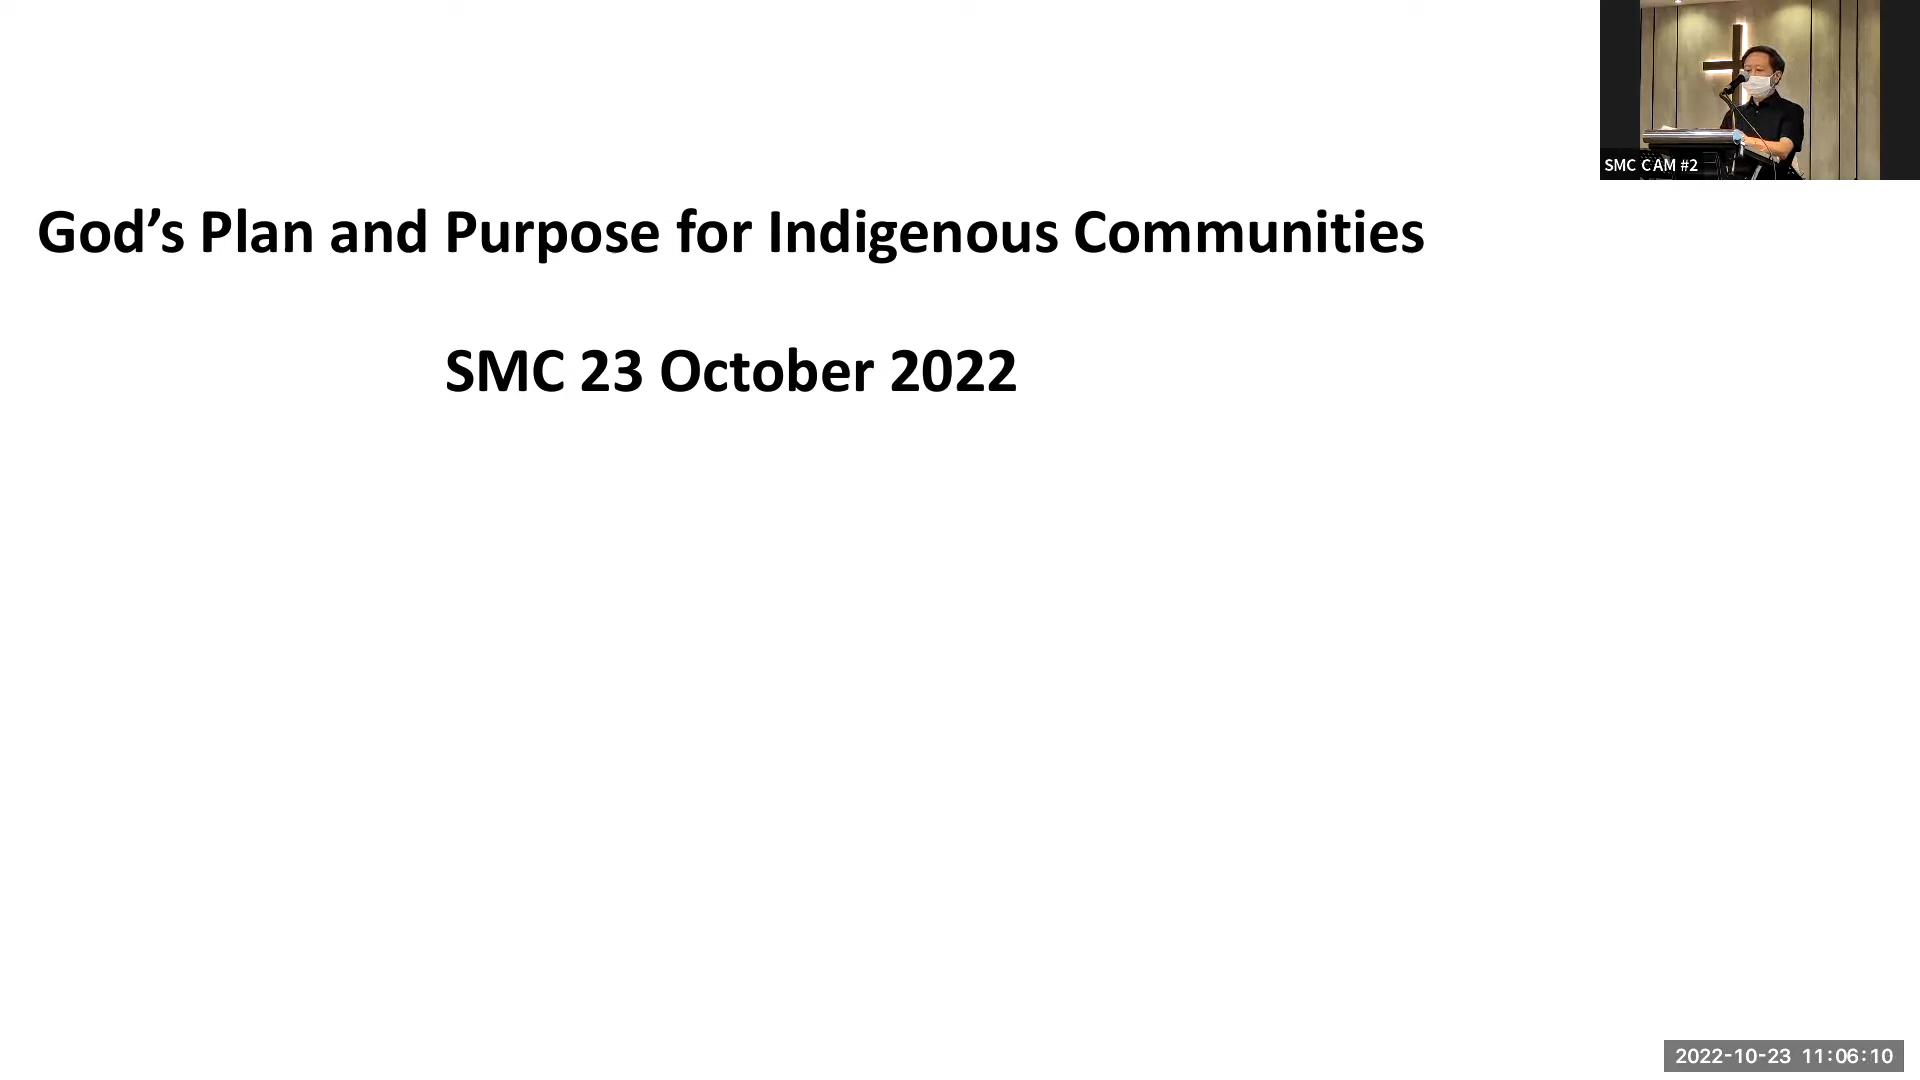 God’s Plan and Purpose for Indigenous Communities
SMC 23 October 2022
SMC CAM #2
2022-10-23 11:06:10